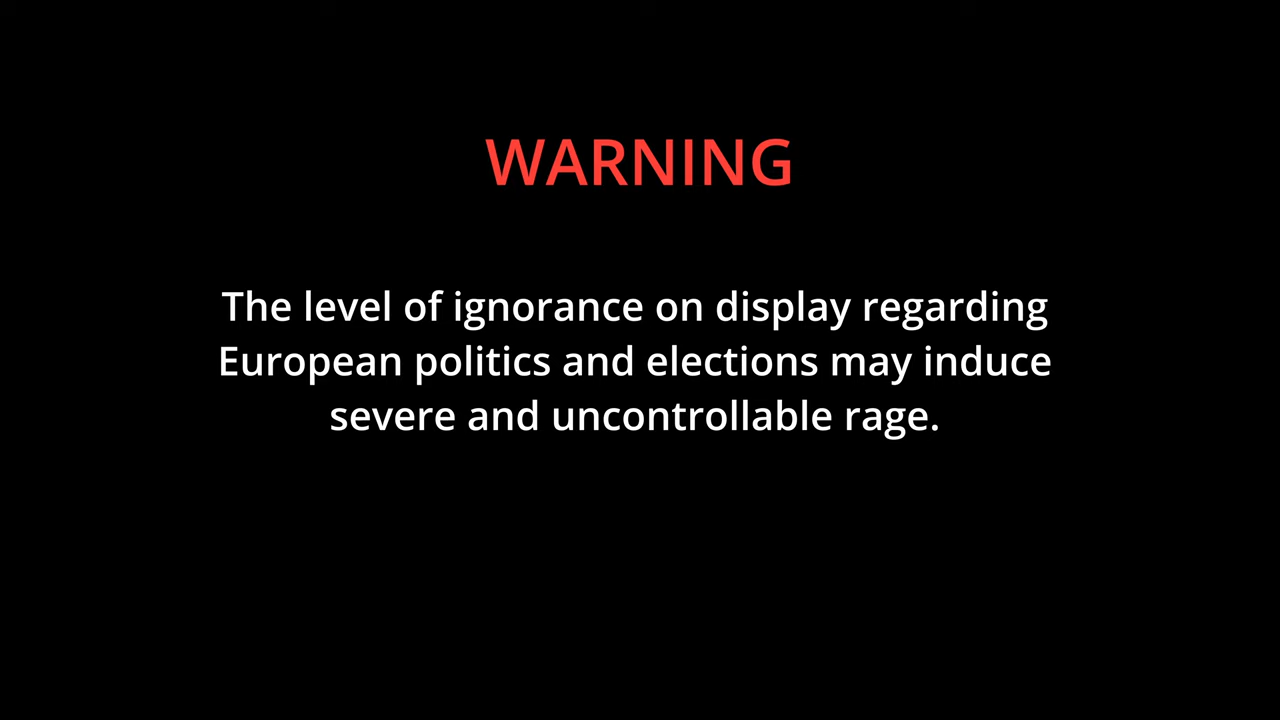 WARNING
The level of ignorance on display regarding
European politics and elections may induce
severe and uncontrollable rage.